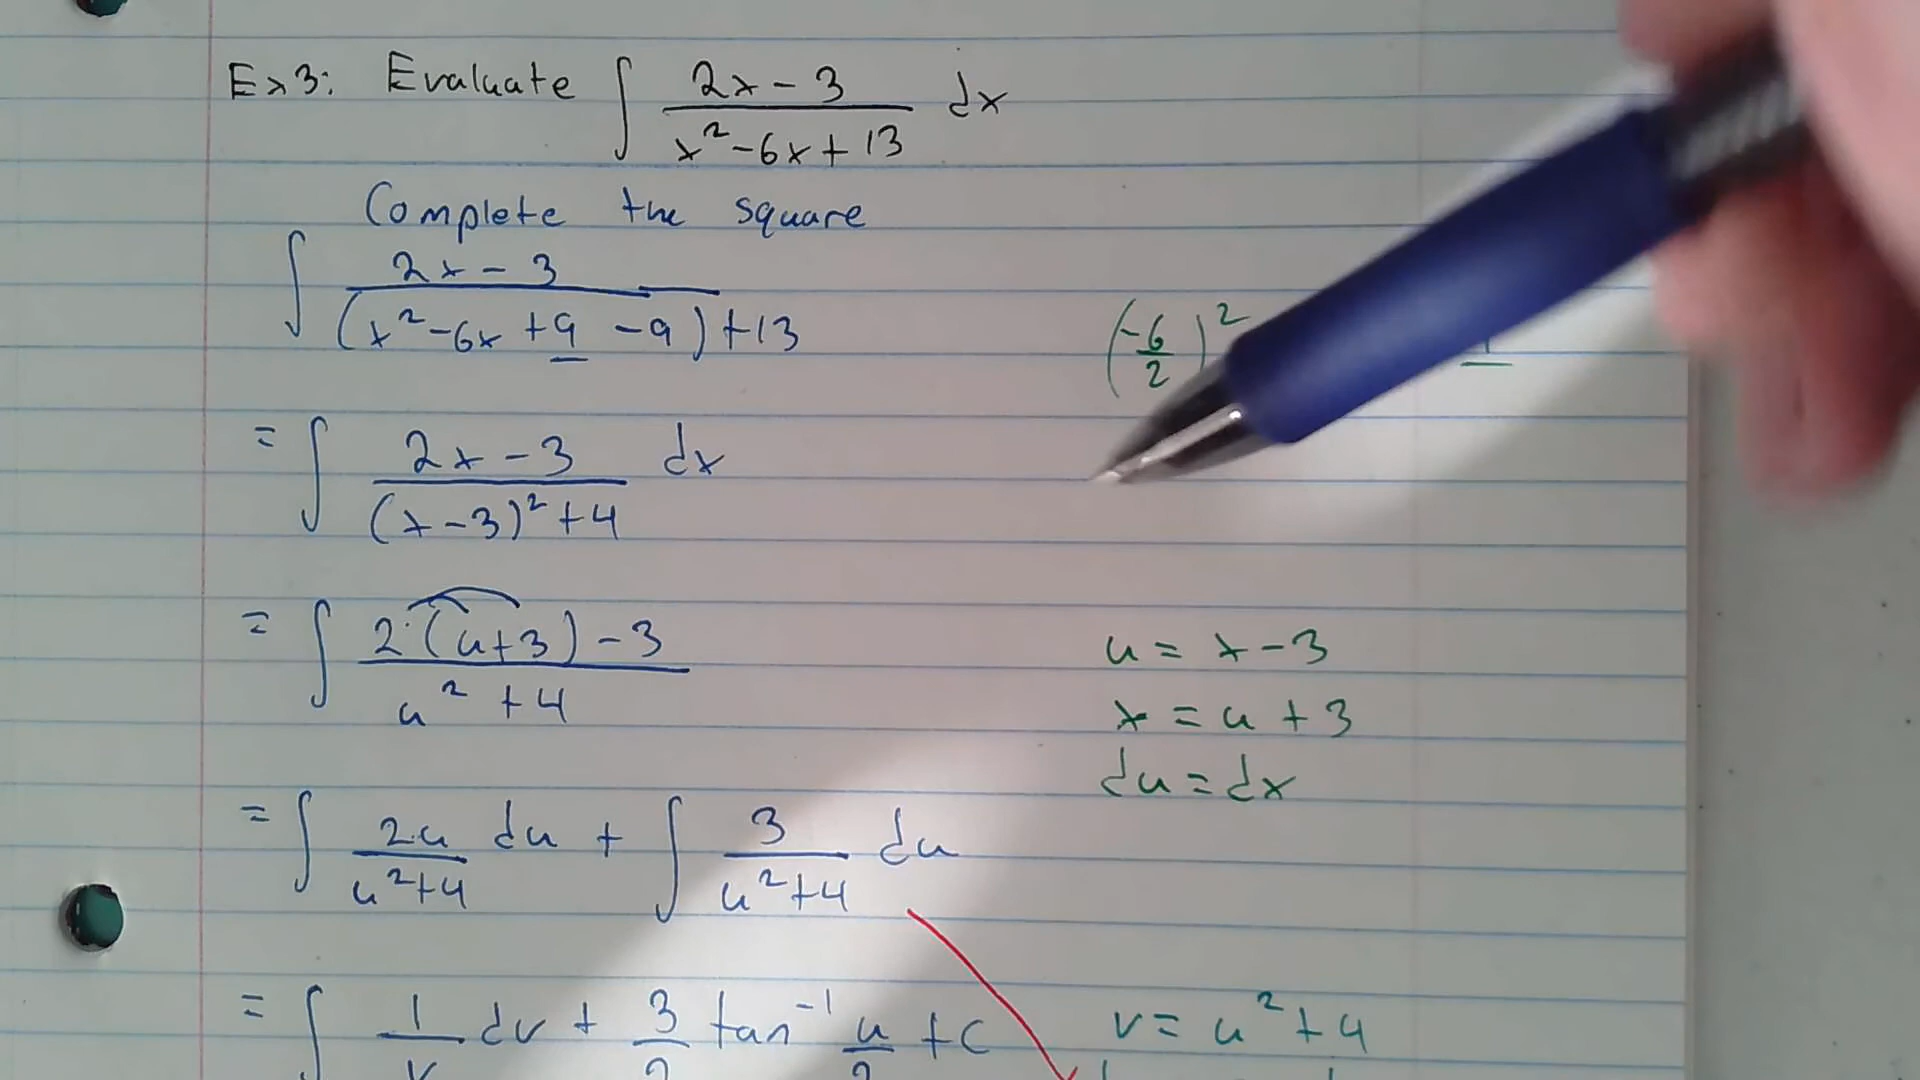 Ex3: Evaluate ∫ (2x - 3)/(x² - 6x + 13) dx
Complete the square
∫ (2x - 3)/((x² - 6x + 9 - 9) + 13)
(-6/2)²
= ∫ (2x - 3)/((x - 3)² + 4) dx
= ∫ (2·(u + 3) - 3)/(u² + 4)
u = x - 3
x = u + 3
du = dx
= ∫ 2u/(u² + 4) du + ∫ 3/(u² + 4) du
= ∫ 1/v dv + 3/2 tan⁻¹ u/2 + c
v = u² + 4